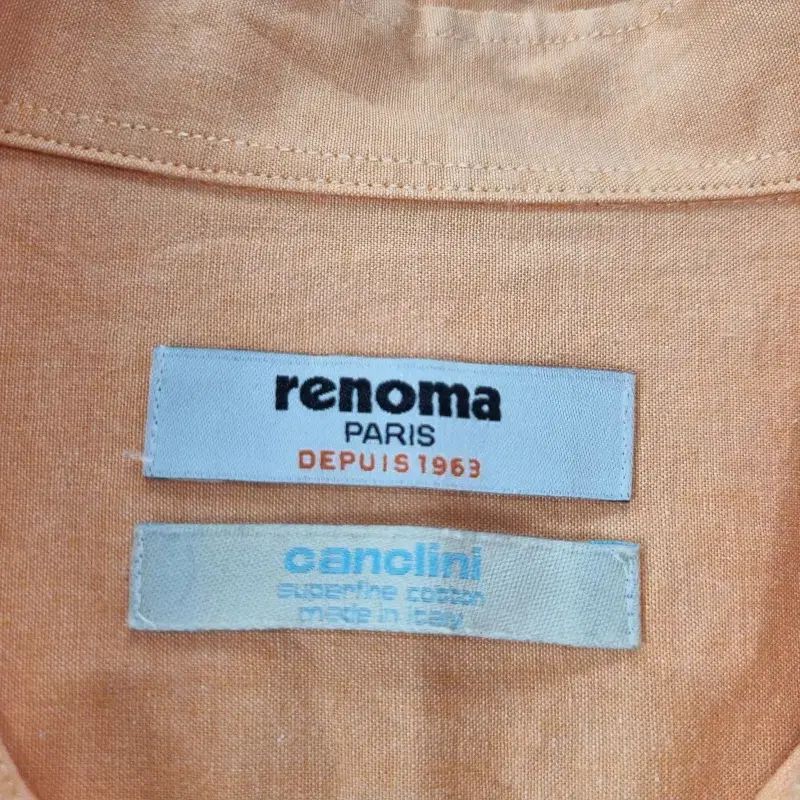 renoma
PARIS
DEPUIS 1963
canclini
superfine cotton
made in italy